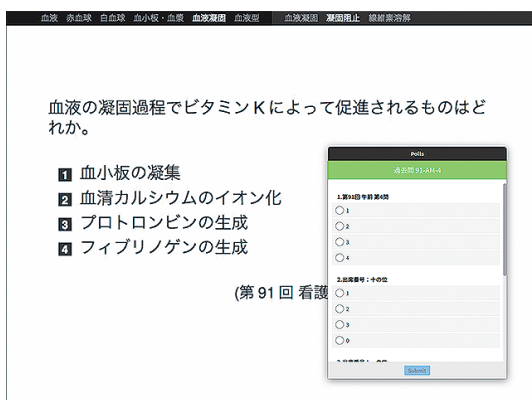 血液 赤血球 白血球 血小板・血漿 血液凝固 血液型 血液凝固 凝固阻止 線維素溶解
血液の凝固過程でビタミン K によって促進されるものはど
れか。
1 血小板の凝集
2 血清カルシウムのイオン化
3 プロトロンビンの生成
4 フィブリノゲンの生成
(第 91 回 看護
Polls
過去問 91-AM-4
1.第91回 午前 第4問
1
2
3
4
2.出席番号：十の位
1
2
3
0
Submit